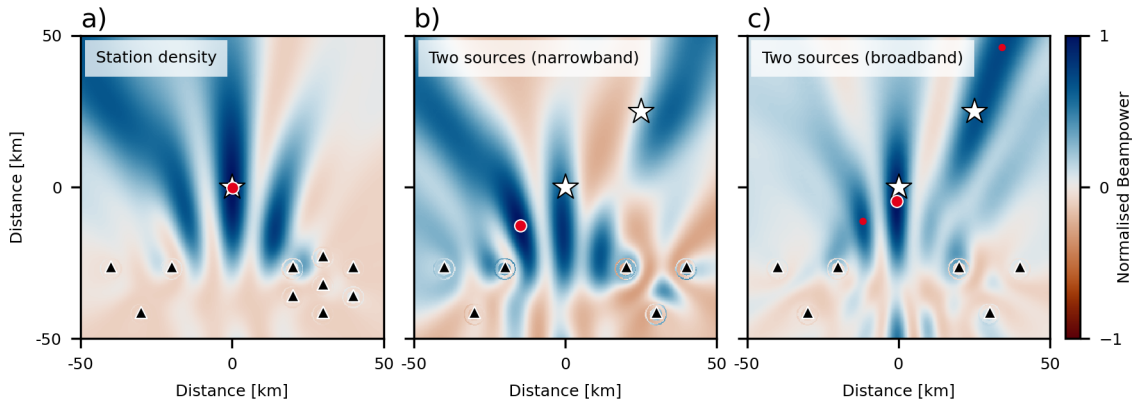 a)
b)
c)
Station density
Two sources (narrowband)
Two sources (broadband)
50
0
-50
Distance [km]
-50 0 50
-50 0 50
-50 0 50
Distance [km]
Distance [km]
Distance [km]
1
0
−1
Normalised Beampower